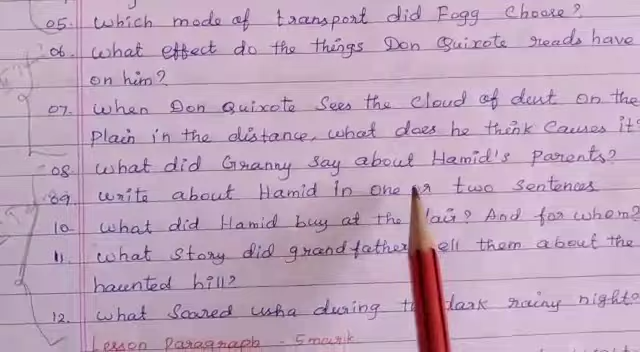 05. Which mode of transport did Fogg Choose?
06. What effect do the things Don Quixote reads have
on him?
07. When Don Quixote Sees the Cloud of dust on the
Plain in the distance, what does he think Causes it?
08. What did Granny Say about Hamid's Parents?
09. write about Hamid in one or two Sentences
10. what did Hamid buy at the fair? And for whom?
11. what Story did grandfather tell them about the
haunted hill?
12. what Scared usha during the dark rainy night?
Lesson Paragraph - 5 mark